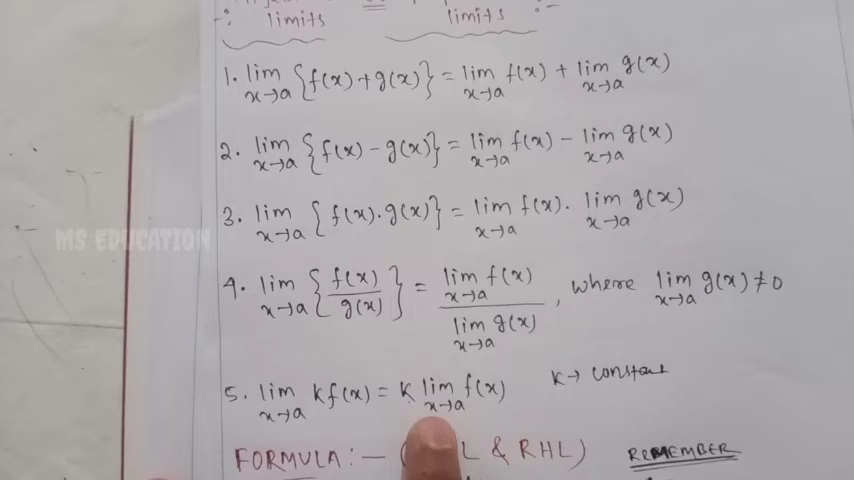 -: limits limits :-
1. lim x→a {f(x) + g(x)} = lim x→a f(x) + lim x→a g(x)
2. lim x→a {f(x) - g(x)} = lim x→a f(x) - lim x→a g(x)
3. lim x→a {f(x) . g(x)} = lim x→a f(x) . lim x→a g(x)
MS EDUCATION
4. lim x→a {f(x)/g(x)} = lim x→a f(x) / lim x→a g(x), where lim x→a g(x) ≠ 0
5. lim x→a Kf(x) = K lim x→a f(x) K→ constant
FORMULA:- ( L & RHL) REMEMBER